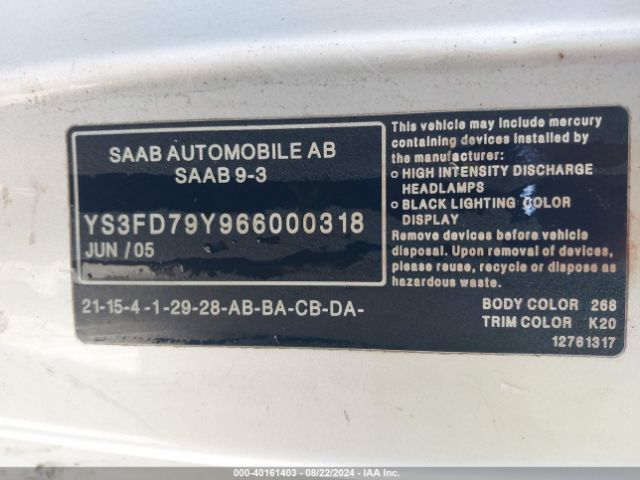 SAAB AUTOMOBILE AB
SAAB 9-3
YS3FD79Y966000318
JUN / 05
21-15-4 -1-29-28-AB-BA-CB-DA-
This vehicle may include mercury
containing devices installed by
the manufacturer:
o HIGH INTENSITY DISCHARGE
HEADLAMPS
o BLACK LIGHTING COLOR
DISPLAY
Remove devices before vehicle
disposal. Upon removal of devices,
please reuse, recycle or dispose as
hazardous waste.
BODY COLOR 268
TRIM COLOR K20
12761317
000-40161403 - 08/22/2024 - IAA Inc.